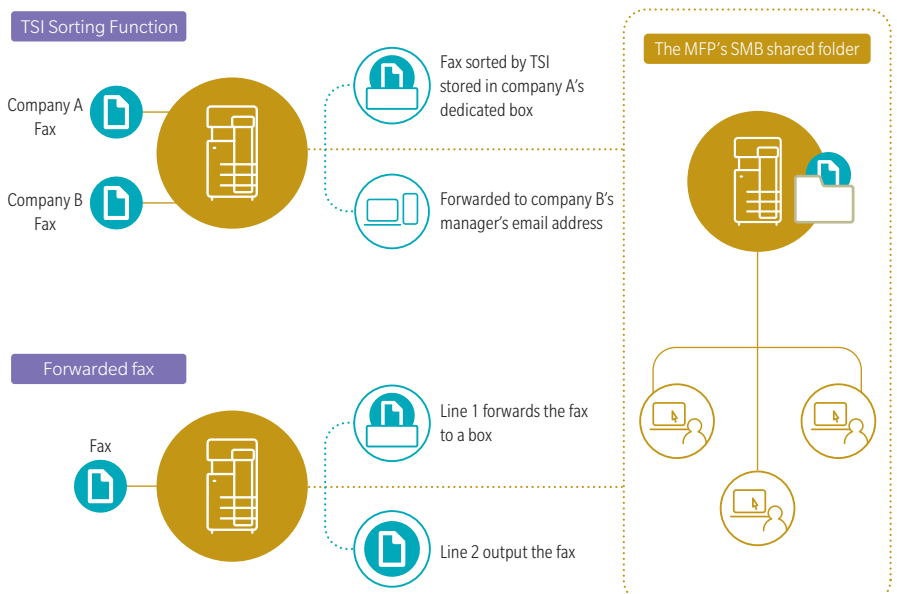 TSI Sorting Function
Company A
Fax
Company B
Fax
Fax sorted by TSI
stored in company A’s
dedicated box
Forwarded to company B’s
manager’s email address
The MFP’s SMB shared folder
Forwarded fax
Fax
Line 1 forwards the fax
to a box
Line 2 output the fax